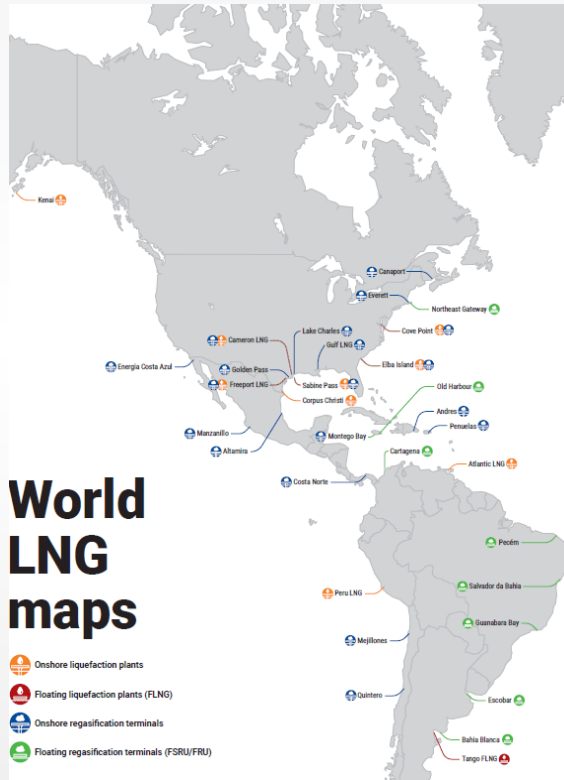 Kenai
Canaport
Everett
Northeast Gateway
Lake Charles
Cove Point
Cameron LNG
Gulf LNG
Elba Island
Energia Costa Azul
Golden Pass
Freeport LNG
Sabine Pass
Old Harbour
Corpus Christi
Andres
Penuelas
Manzanillo
Montego Bay
Altamira
Cartagena
Atlantic LNG
Costa Norte
World
LNG
maps
Pecém
Salvador da Bahia
Peru LNG
Guanabara Bay
Mejillones
Onshore liquefaction plants
Floating liquefaction plants (FLNG)
Quintero
Escobar
Onshore regasification terminals
Bahia Blanca
Floating regasification terminals (FSRU/FRU)
Tango FLNG